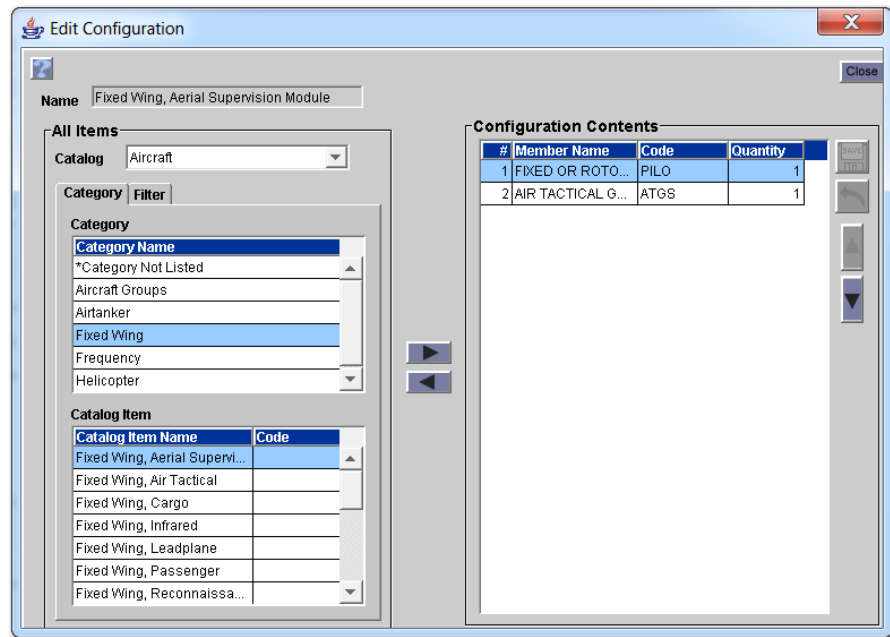 Edit Configuration
Close
Name Fixed Wing, Aerial Supervision Module
All Items
Catalog Aircraft
Category Filter
Category
Category Name
*Category Not Listed
Aircraft Groups
Airtanker
Fixed Wing
Frequency
Helicopter
Catalog Item
Catalog Item Name Code
Fixed Wing, Aerial Supervi...
Fixed Wing, Air Tactical
Fixed Wing, Cargo
Fixed Wing, Infrared
Fixed Wing, Leadplane
Fixed Wing, Passenger
Fixed Wing, Reconnaissa...
Configuration Contents
# Member Name Code Quantity
1 FIXED OR ROTO... PILO 1
2 AIR TACTICAL G... ATGS 1
SAVE